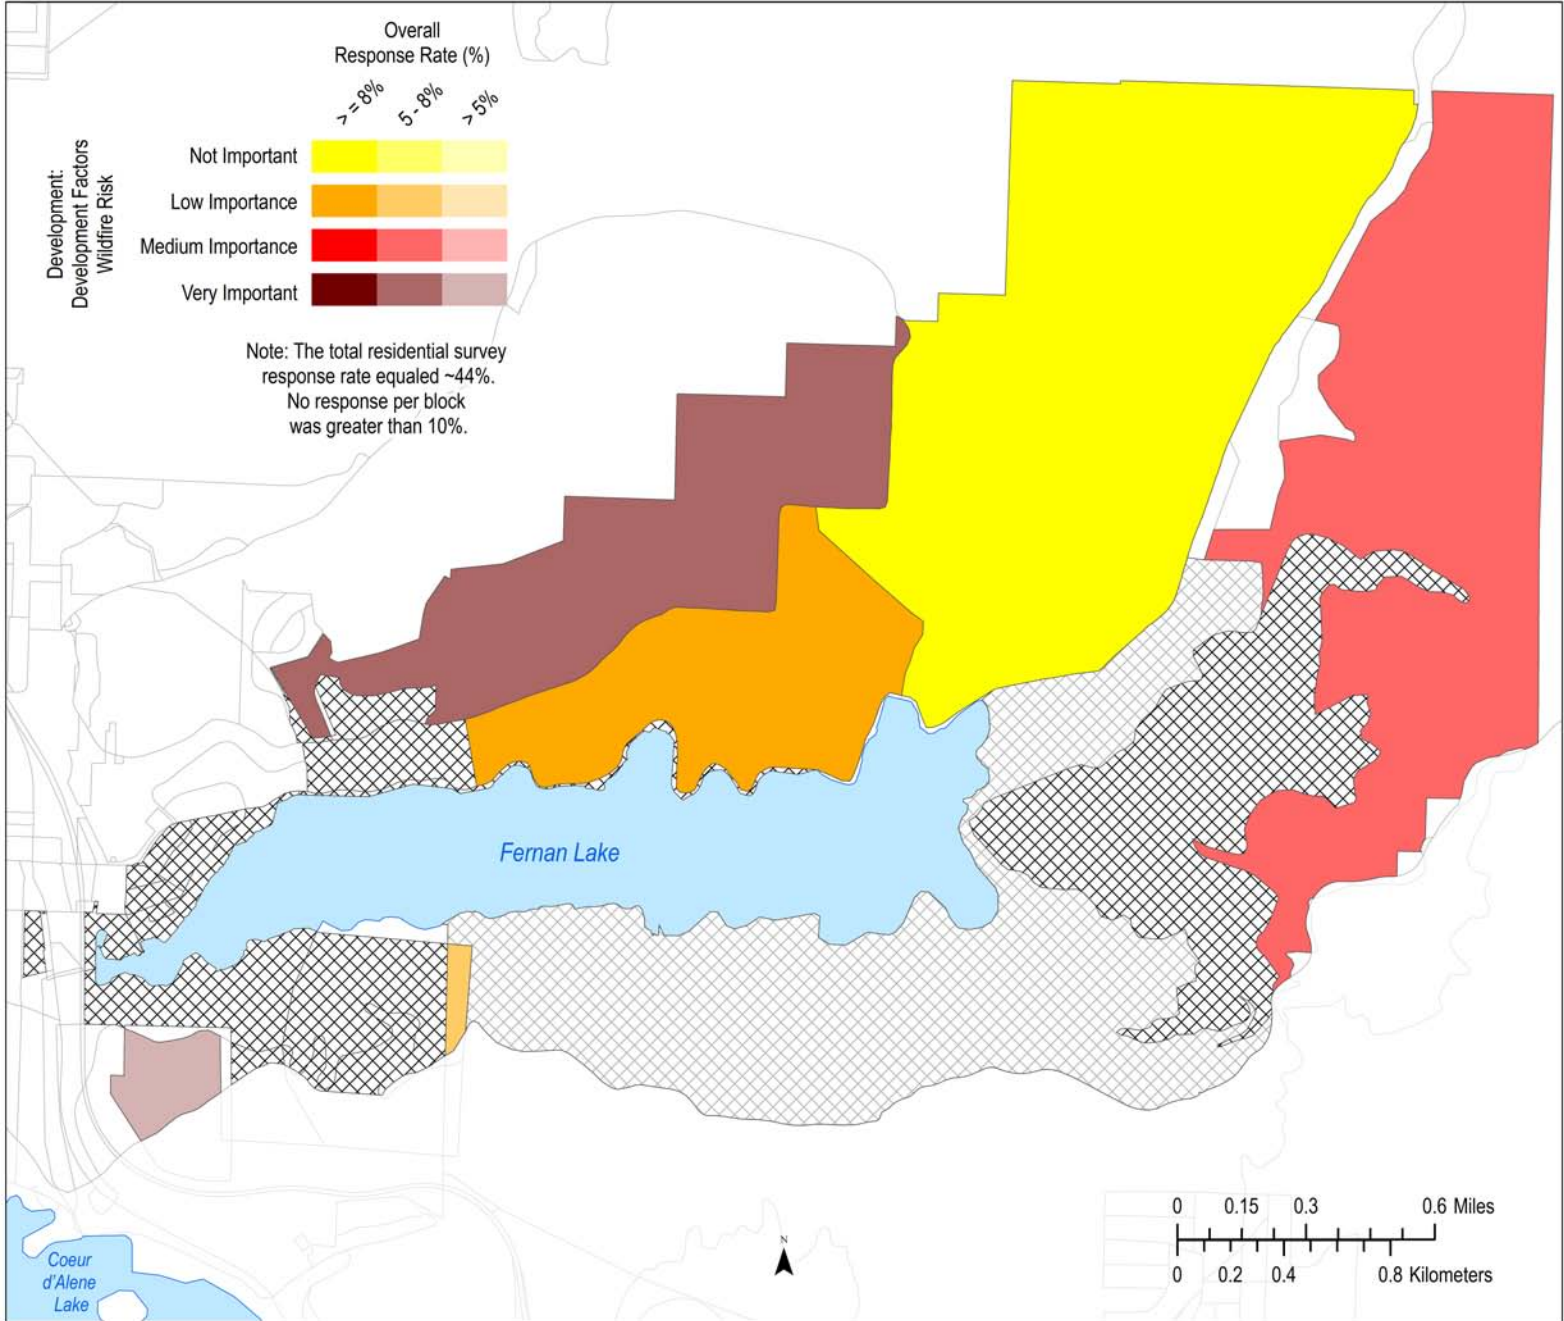 Overall
Response Rate (%)
> = 8%
5 - 8%
> 5%
Development:
Development Factors
Wildfire Risk
Not Important
Low Importance
Medium Importance
Very Important
Note: The total residential survey
response rate equaled ~44%.
No response per block
was greater than 10%.
Fernan Lake
Coeur
d'Alene
Lake
N
0 0.15 0.3 0.6 Miles
0 0.2 0.4 0.8 Kilometers